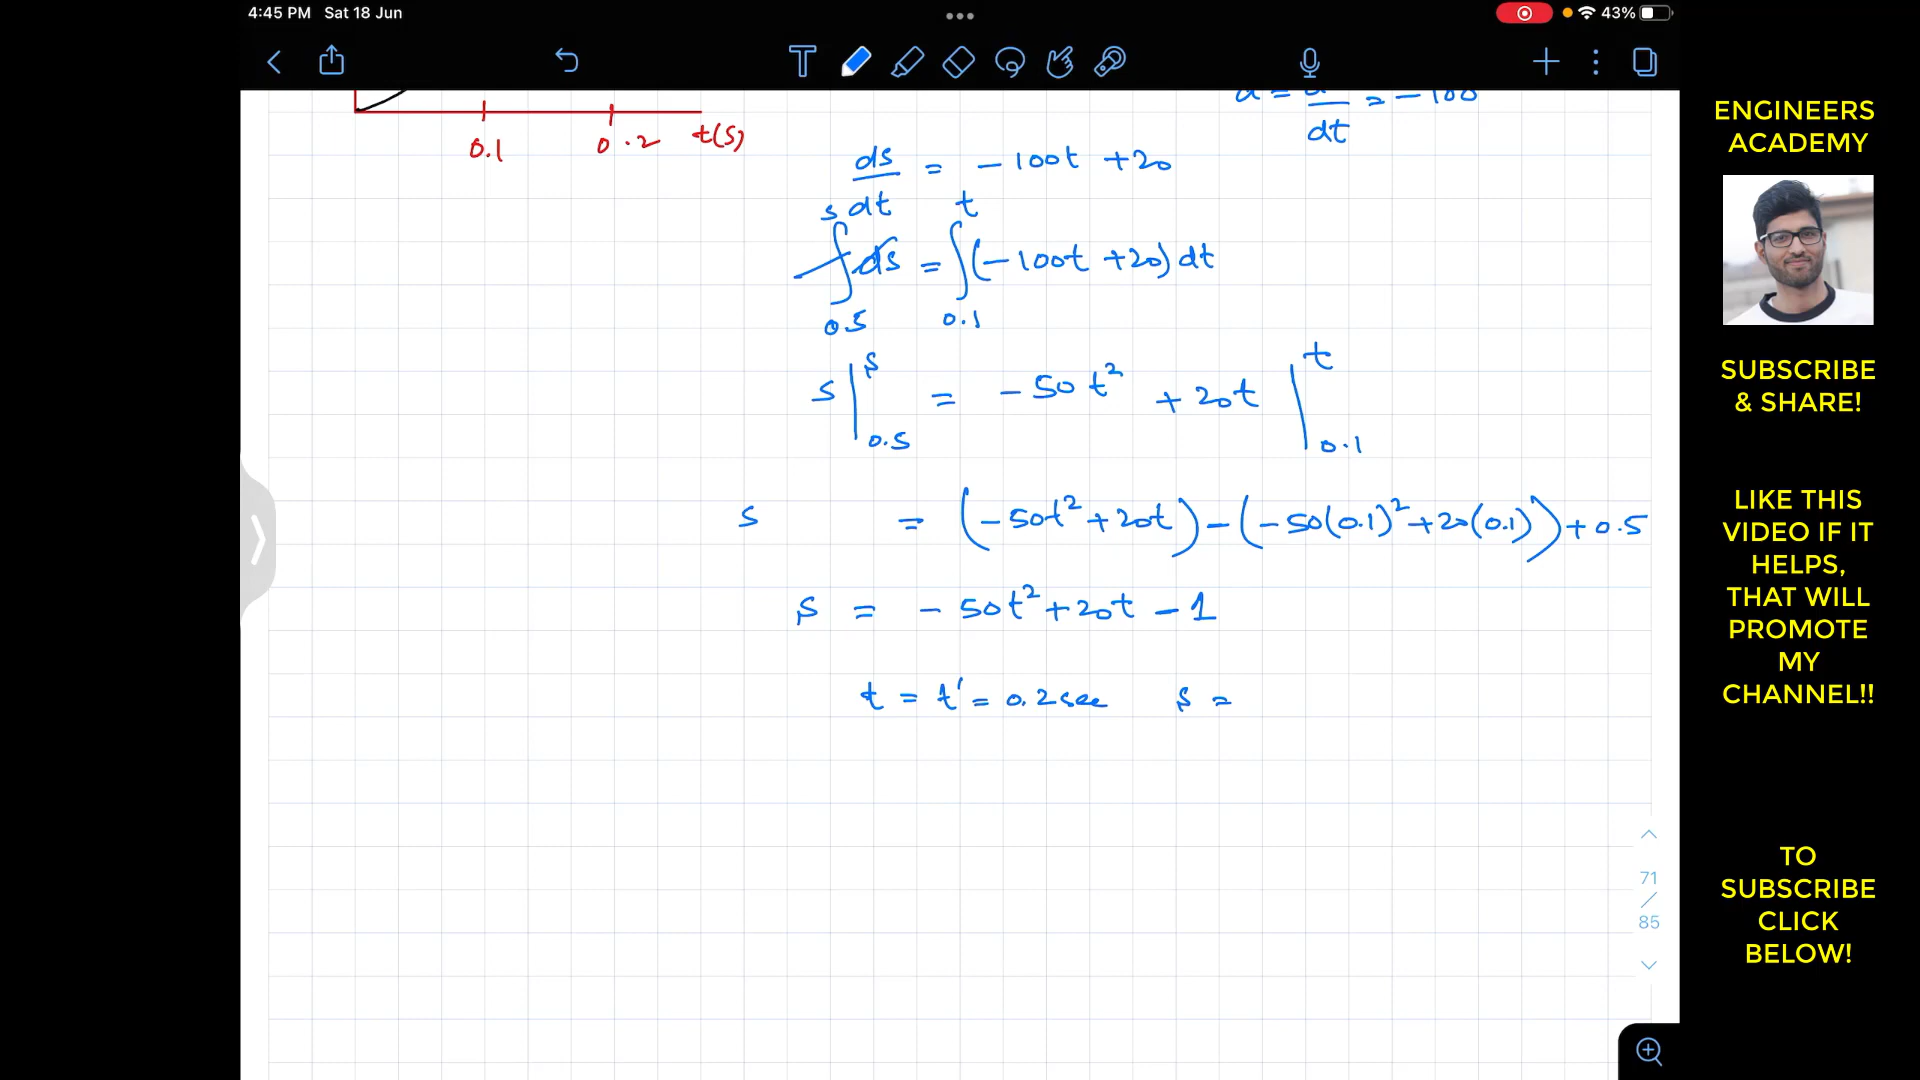 4:45 PM Sat 18 Jun
43%
ENGINEERS
ACADEMY
SUBSCRIBE
& SHARE!
LIKE THIS
VIDEO IF IT
HELPS,
THAT WILL
PROMOTE
MY
CHANNEL!!
TO
SUBSCRIBE
CLICK
BELOW!
0.1 0.2 t(s)
= -100
dt
ds/dt = -100t +20
∫_{0.5}^{s} ds = ∫_{0.1}^{t} (-100t +20) dt
s |_{0.5}^{s} = -50t² +20t |_{0.1}^{t}
s = (-50t² +20t) - (-50(0.1)² +20(0.1)) +0.5
s = -50t² +20t -1
t = t' = 0.2 sec s =
71
/
85